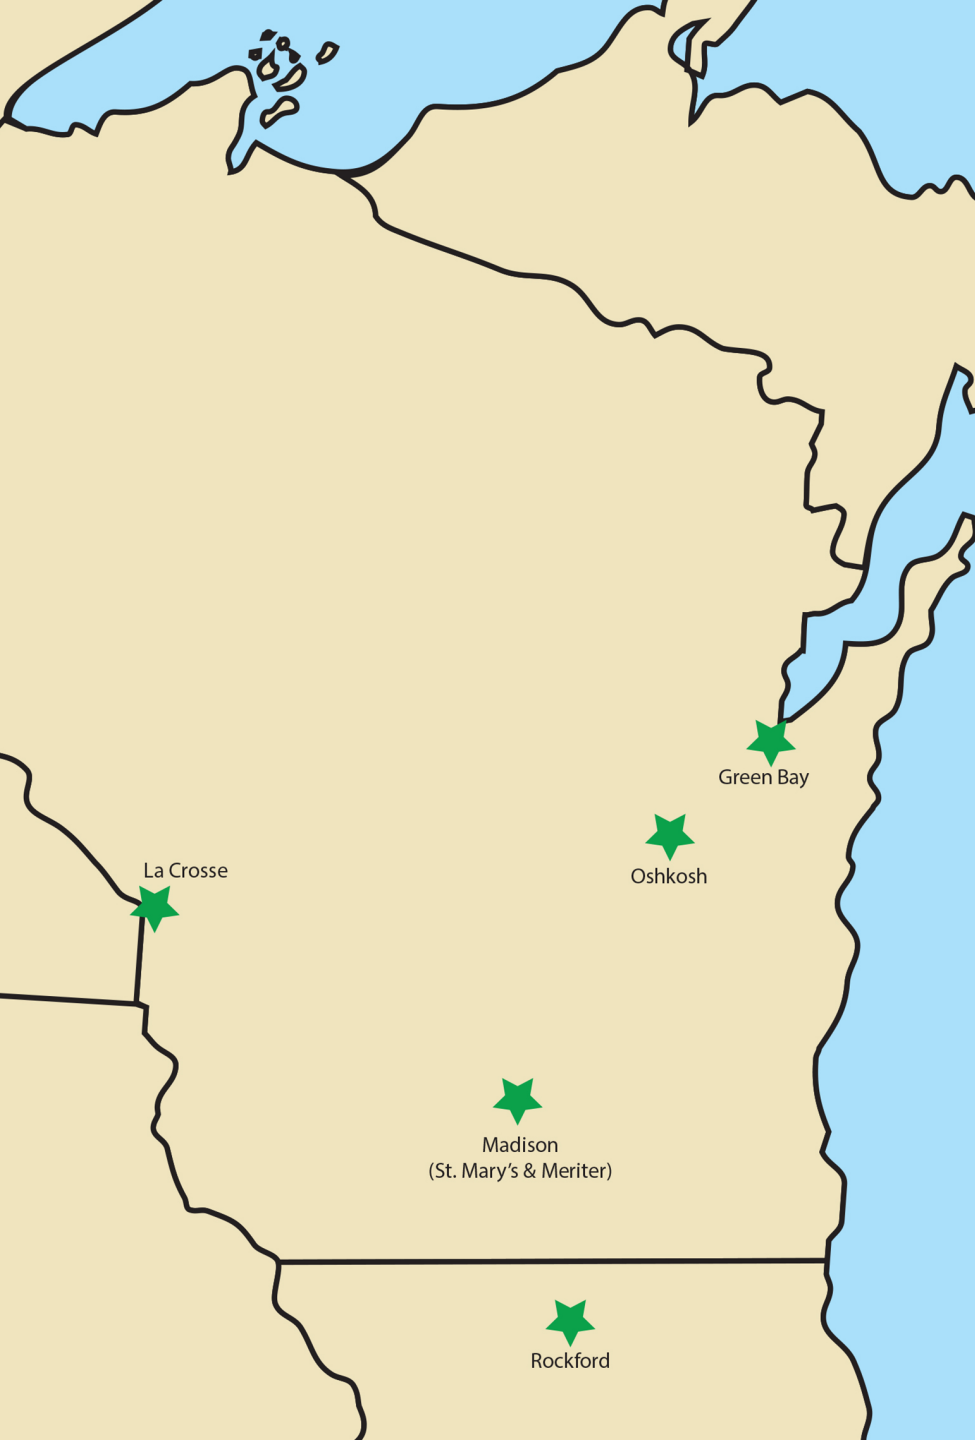 Green Bay
Oshkosh
La Crosse
Madison
(St. Mary's & Meriter)
Rockford